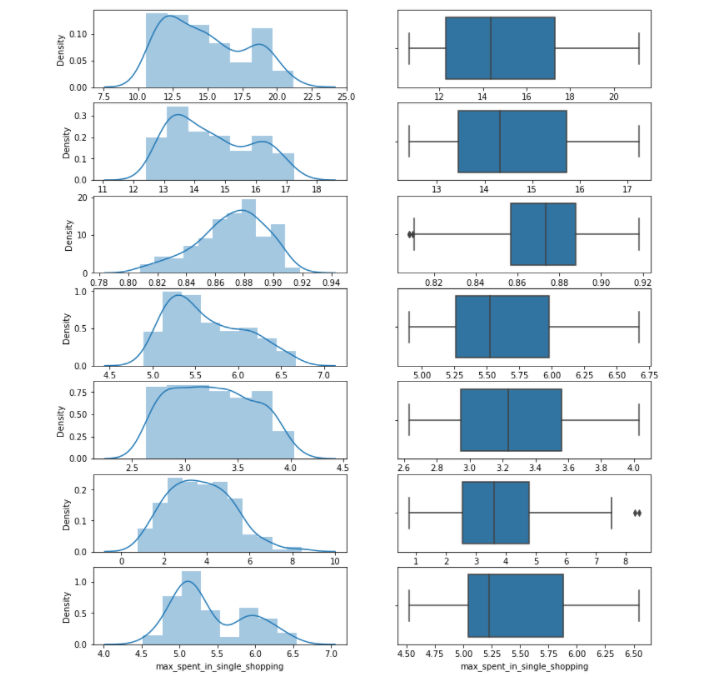 0.10
0.05
0.00
Density
7.5 10.0 12.5 15.0 17.5 20.0 22.5 25.0
12 14 16 18 20
0.3
0.2
0.1
0.0
Density
11 12 13 14 15 16 17 18
13 14 15 16 17
20
10
0
Density
0.78 0.80 0.82 0.84 0.86 0.88 0.90 0.92 0.94
0.82 0.84 0.86 0.88 0.90 0.92
1.0
0.5
0.0
Density
4.5 5.0 5.5 6.0 6.5 7.0
5.00 5.25 5.50 5.75 6.00 6.25 6.50 6.75
0.75
0.50
0.25
0.00
Density
2.5 3.0 3.5 4.0 4.5
2.6 2.8 3.0 3.2 3.4 3.6 3.8 4.0
0.2
0.1
0.0
Density
0 2 4 6 8 10
1 2 3 4 5 6 7 8
1.0
0.5
0.0
Density
4.0 4.5 5.0 5.5 6.0 6.5 7.0
4.50 4.75 5.00 5.25 5.50 5.75 6.00 6.25 6.50
max_spent_in_single_shopping
max_spent_in_single_shopping